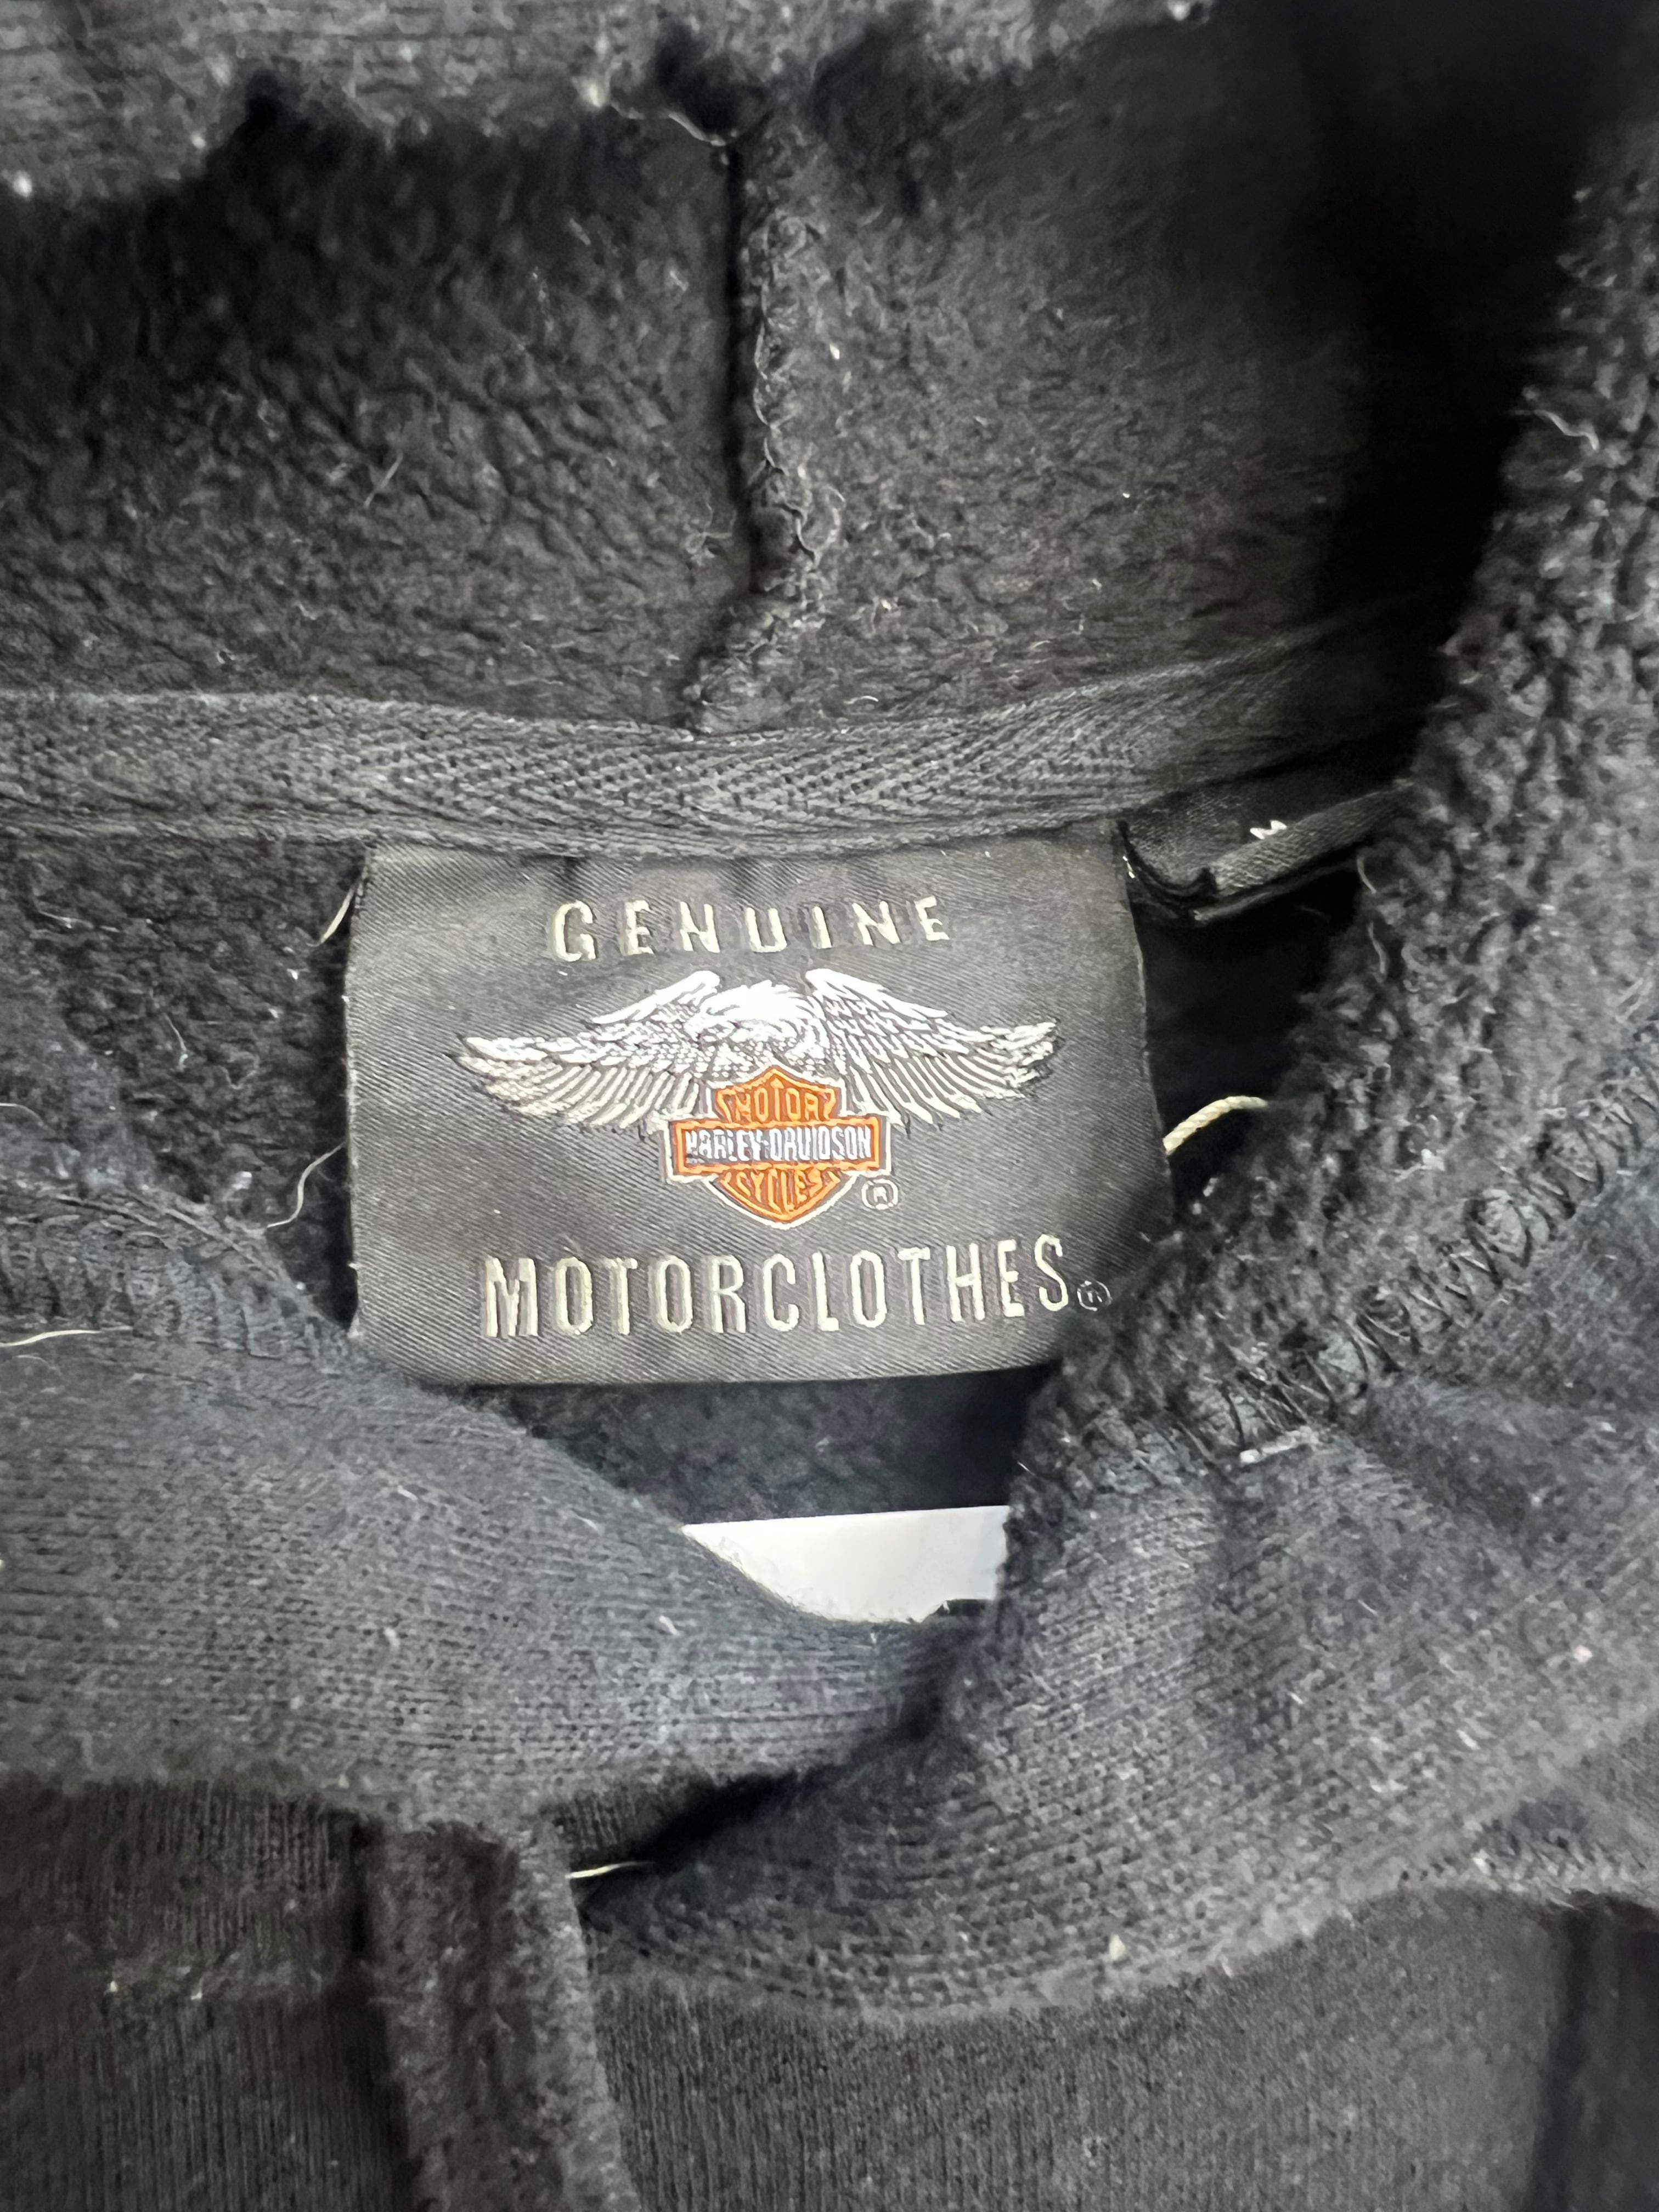 GENUINE
MOTOR
HARLEY-DAVIDSON
CYCLES
®
MOTORCLOTHES®